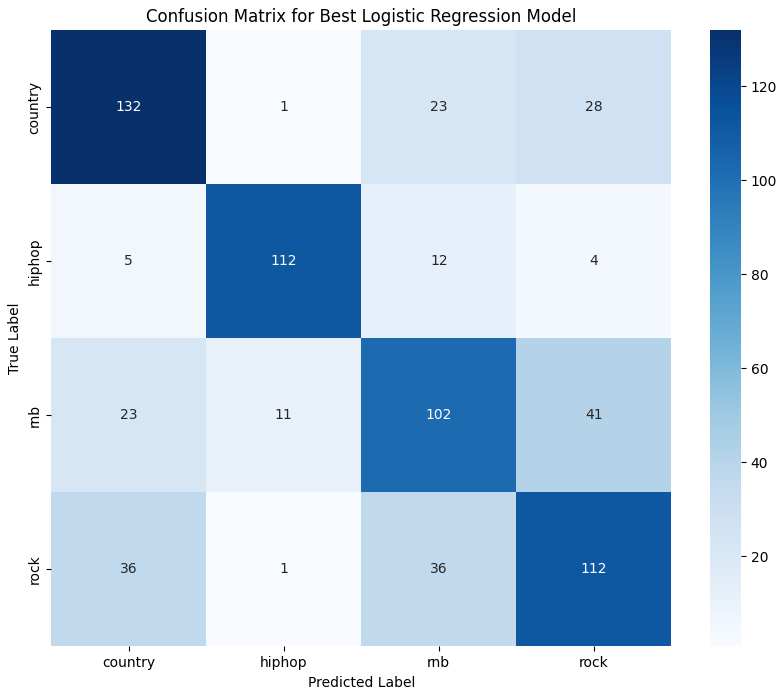 Confusion Matrix for Best Logistic Regression Model
country 132 1 23 28
hiphop 5 112 12 4
rnb 23 11 102 41
rock 36 1 36 112
country hiphop rnb rock
True Label
Predicted Label
120
100
80
60
40
20